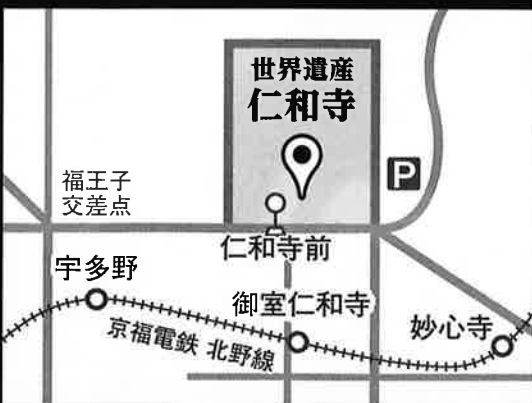 世界遺産
仁和寺
P
福王子
交差点
仁和寺前
宇多野
御室仁和寺
妙心寺
京福電鉄 北野線